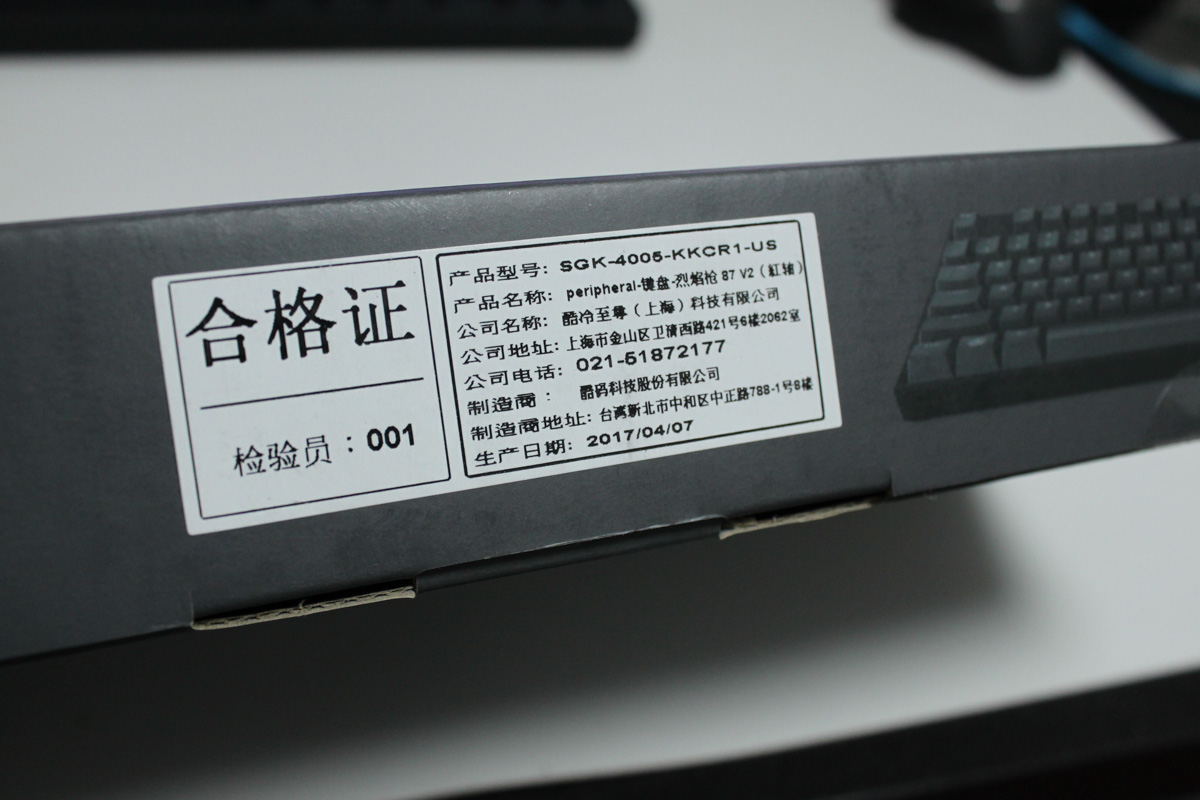 合格证
检验员：001
产品型号: SGK-4005-KKCR1-US
产品名称: peripheral-键盘-烈焰枪 87 V2（紅轴）
公司名称: 酷冷至尊（上海）科技有限公司
公司地址: 上海市金山区卫清西路421号6楼2062室
公司电话: 021-51872177
制造商： 酷码科技股份有限公司
制造商地址: 台湾新北市中和区中正路788-1号8楼
生产日期: 2017/04/07